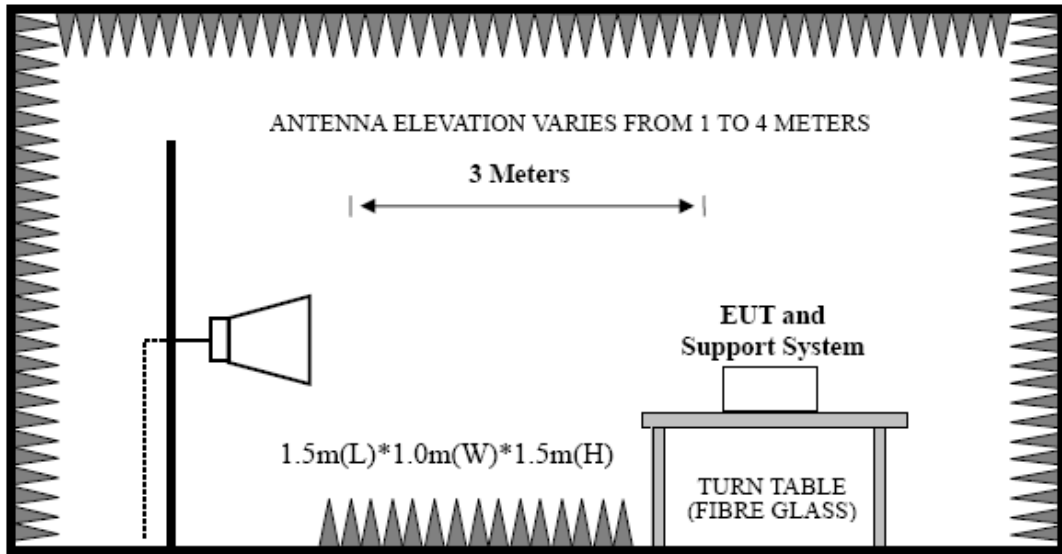 ANTENNA ELEVATION VARIES FROM 1 TO 4 METERS
3 Meters
EUT and
Support System
1.5m(L)*1.0m(W)*1.5m(H)
TURN TABLE
(FIBRE GLASS)